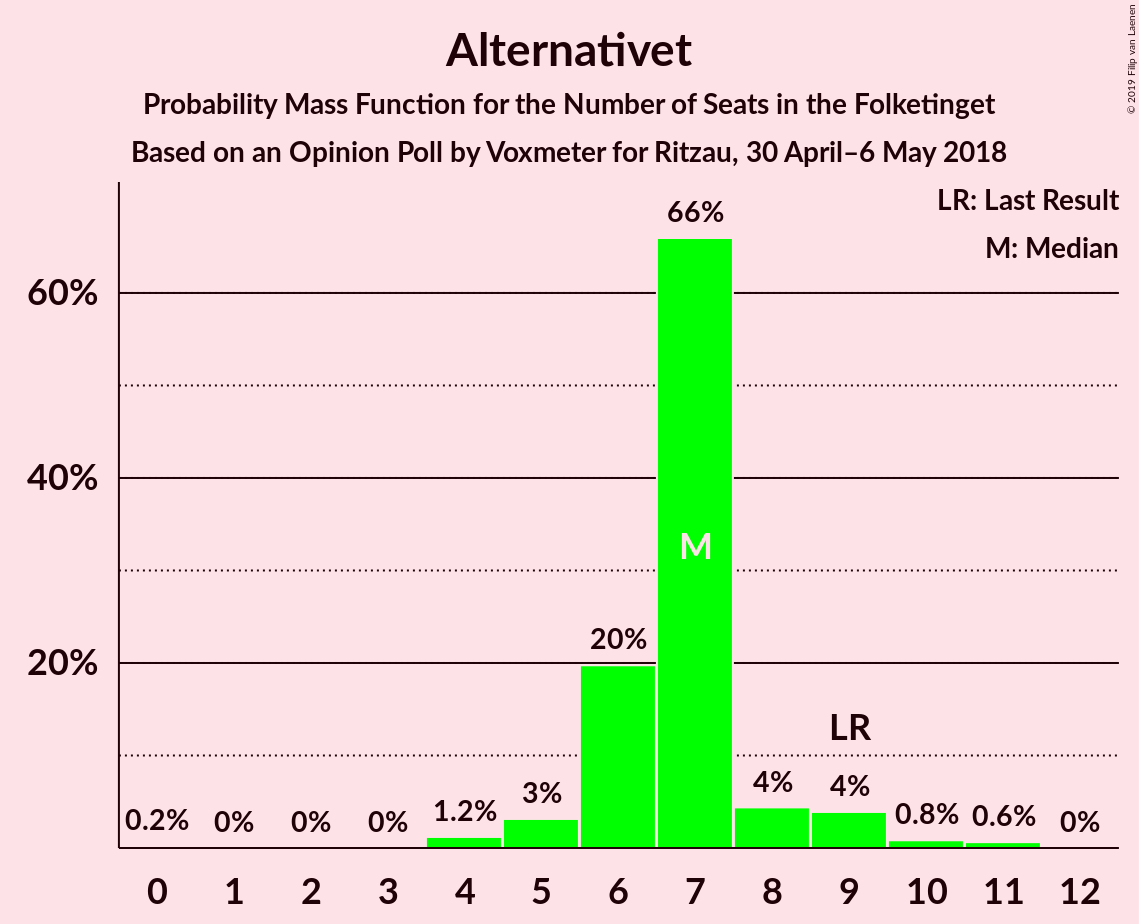 Alternativet
Probability Mass Function for the Number of Seats in the Folketinget
Based on an Opinion Poll by Voxmeter for Ritzau, 30 April–6 May 2018
© 2019 Filip van Laenen
LR: Last Result
M: Median
66%
60%
40%
M
20%
20%
LR
0.2%
0%
0%
0%
1.2%
3%
4%
4%
0.8%
0.6%
0%
0 1 2 3 4 5 6 7 8 9 10 11 12